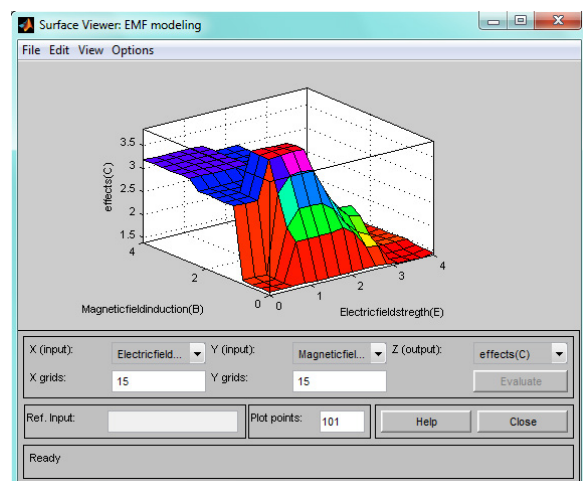 Surface Viewer: EMF modeling
File Edit View Options
3.5
3
2.5
2
1.5
effects(C)
4
2
0
Magneticfieldinduction(B)
0
1
2
3
4
Electricfieldstregth(E)
X (input): Electricfield... Y (input): Magneticfiel... Z (output): effects(C)
X grids: 15 Y grids: 15 Evaluate
Ref. Input: Plot points: 101 Help Close
Ready